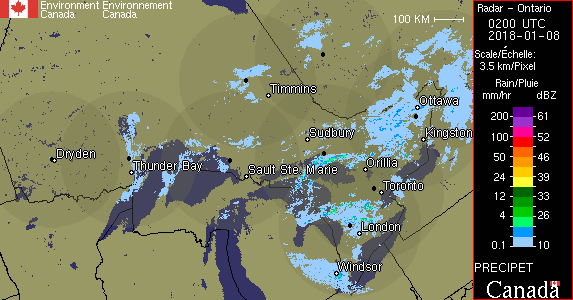 Environment Environnement
Canada Canada
100 KM
Timmins
Ottawa
Sudbury
Kingston
Dryden
Thunder Bay
Sault Ste. Marie
Orillia
Toronto
London
Windsor
Radar - Ontario
0200 UTC
2018-01-08
Scale/Échelle:
3.5 km/Pixel
Rain/Pluie
mm/hr dBZ
200 61
100 52
50 46
24 39
12 33
4 26
0.1 10
PRECIPET
Canada